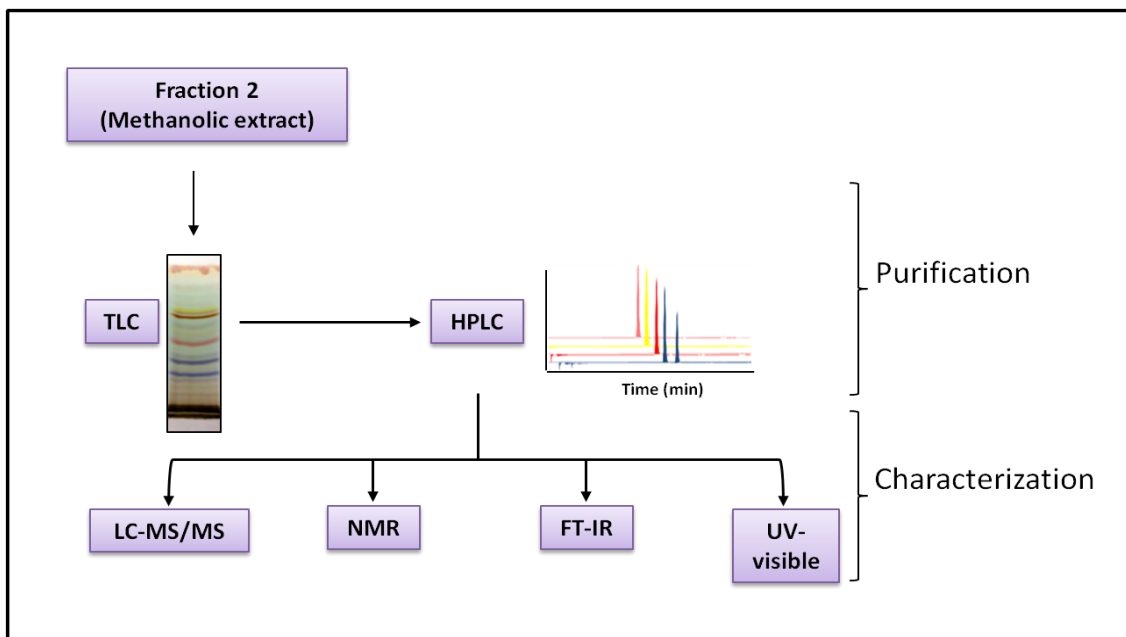 Fraction 2
(Methanolic extract)
Purification
TLC
HPLC
Time (min)
Characterization
LC-MS/MS
NMR
FT-IR
UV-
visible